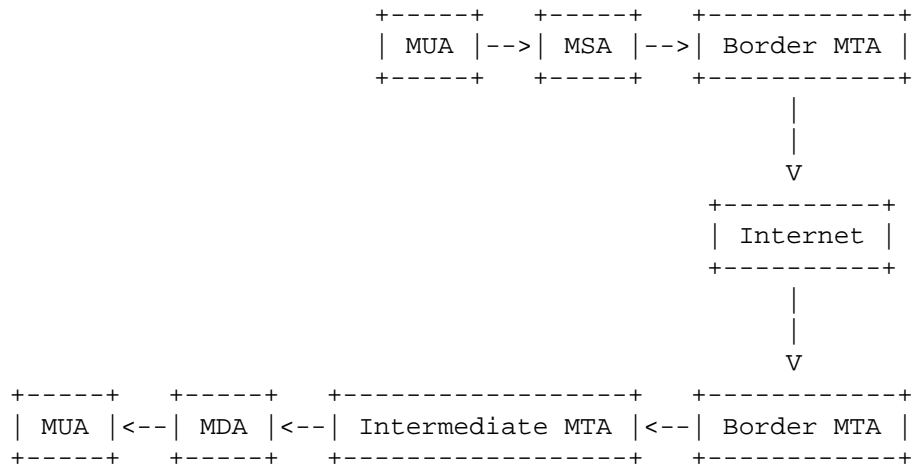 MUA --> MSA --> Border MTA
|
|
V
Internet
|
|
V
MUA <-- MDA <-- Intermediate MTA <-- Border MTA